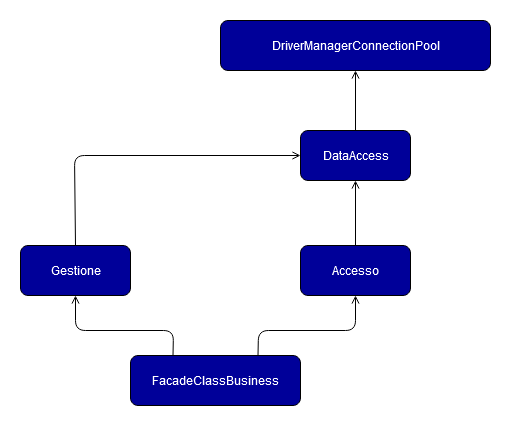 DriverManagerConnectionPool
DataAccess
Gestione
Accesso
FacadeClassBusiness